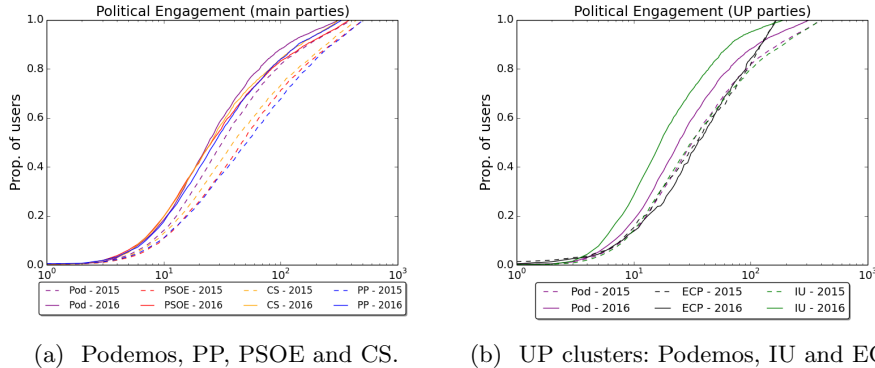 Political Engagement (main parties)
Prop. of users
1.0
0.8
0.6
0.4
0.2
0.0
10^0 10^1 10^2 10^3
Pod - 2015 PSOE - 2015 CS - 2015 PP - 2015
Pod - 2016 PSOE - 2016 CS - 2016 PP - 2016
(a) Podemos, PP, PSOE and CS.
Political Engagement (UP parties)
Prop. of users
1.0
0.8
0.6
0.4
0.2
0.0
10^0 10^1 10^2 10^3
Pod - 2015 ECP - 2015 IU - 2015
Pod - 2016 ECP - 2016 IU - 2016
(b) UP clusters: Podemos, IU and EC